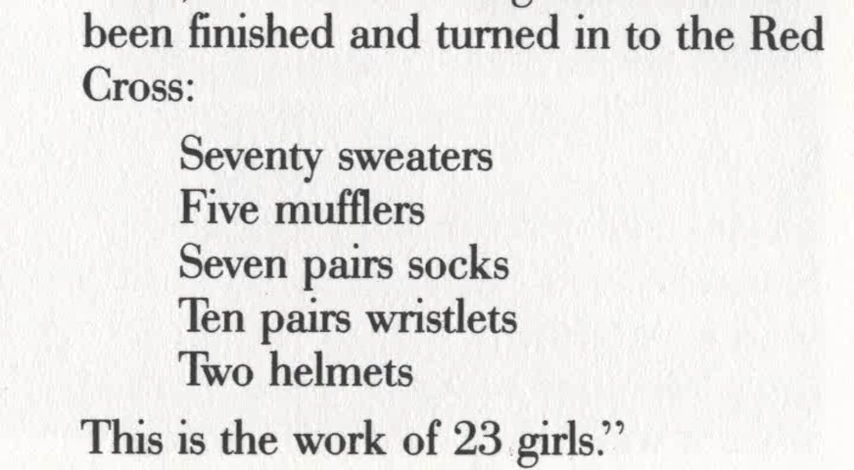 been finished and turned in to the Red
Cross:
Seventy sweaters
Five mufflers
Seven pairs socks
Ten pairs wristlets
Two helmets
This is the work of 23 girls.”